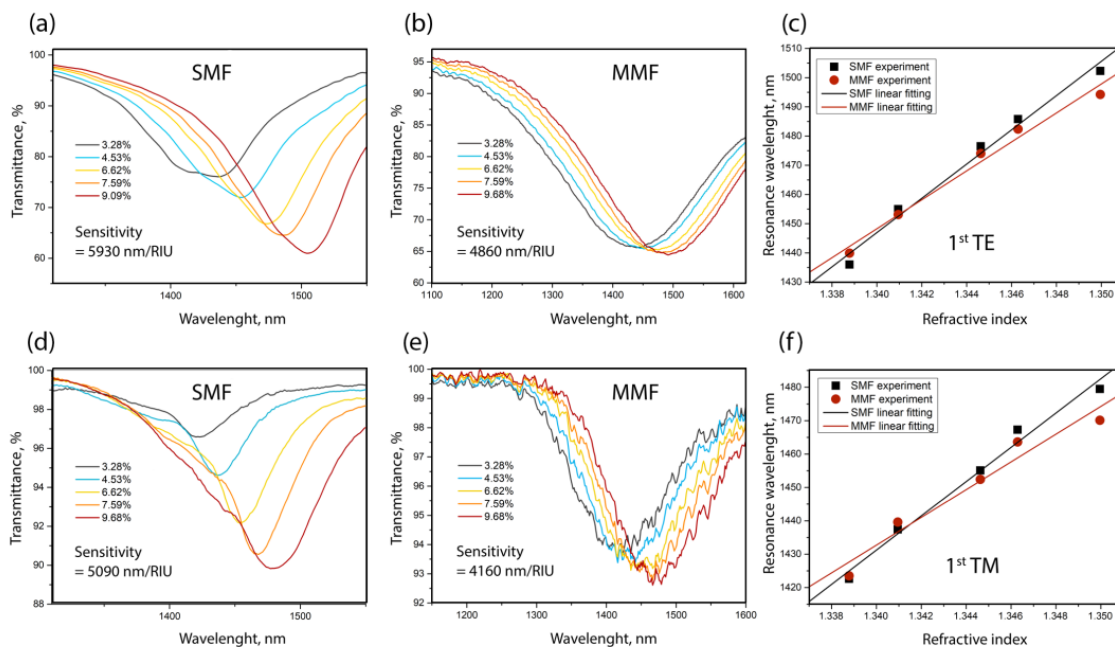 (a)
SMF
3.28%
4.53%
6.62%
7.59%
9.09%
Sensitivity
= 5930 nm/RIU
Transmittance, %
100
90
80
70
60
1400
1500
Wavelenght, nm
(b)
MMF
3.28%
4.53%
6.62%
7.59%
9.68%
Sensitivity
= 4860 nm/RIU
Transmittance, %
100
95
90
85
80
75
70
65
60
1100
1200
1300
1400
1500
1600
Wavelenght, nm
(c)
SMF experiment
MMF experiment
SMF linear fitting
MMF linear fitting
1st TE
Resonance wavelenght, nm
1510
1500
1490
1480
1470
1460
1450
1440
1430
1.338
1.340
1.342
1.344
1.346
1.348
1.350
Refractive index
(d)
SMF
3.28%
4.53%
6.62%
7.59%
9.68%
Sensitivity
= 5090 nm/RIU
Transmittance, %
100
98
96
94
92
90
88
1400
1500
Wavelenght, nm
(e)
MMF
3.28%
4.53%
6.62%
7.59%
9.68%
Sensitivity
= 4160 nm/RIU
Transmittance, %
100
99
98
97
96
95
94
93
92
1200
1300
1400
1500
1600
Wavelenght, nm
(f)
SMF experiment
MMF experiment
SMF linear fitting
MMF linear fitting
1st TM
Resonance wavelenght, nm
1480
1470
1460
1450
1440
1430
1420
1.338
1.340
1.342
1.344
1.346
1.348
1.350
Refractive index